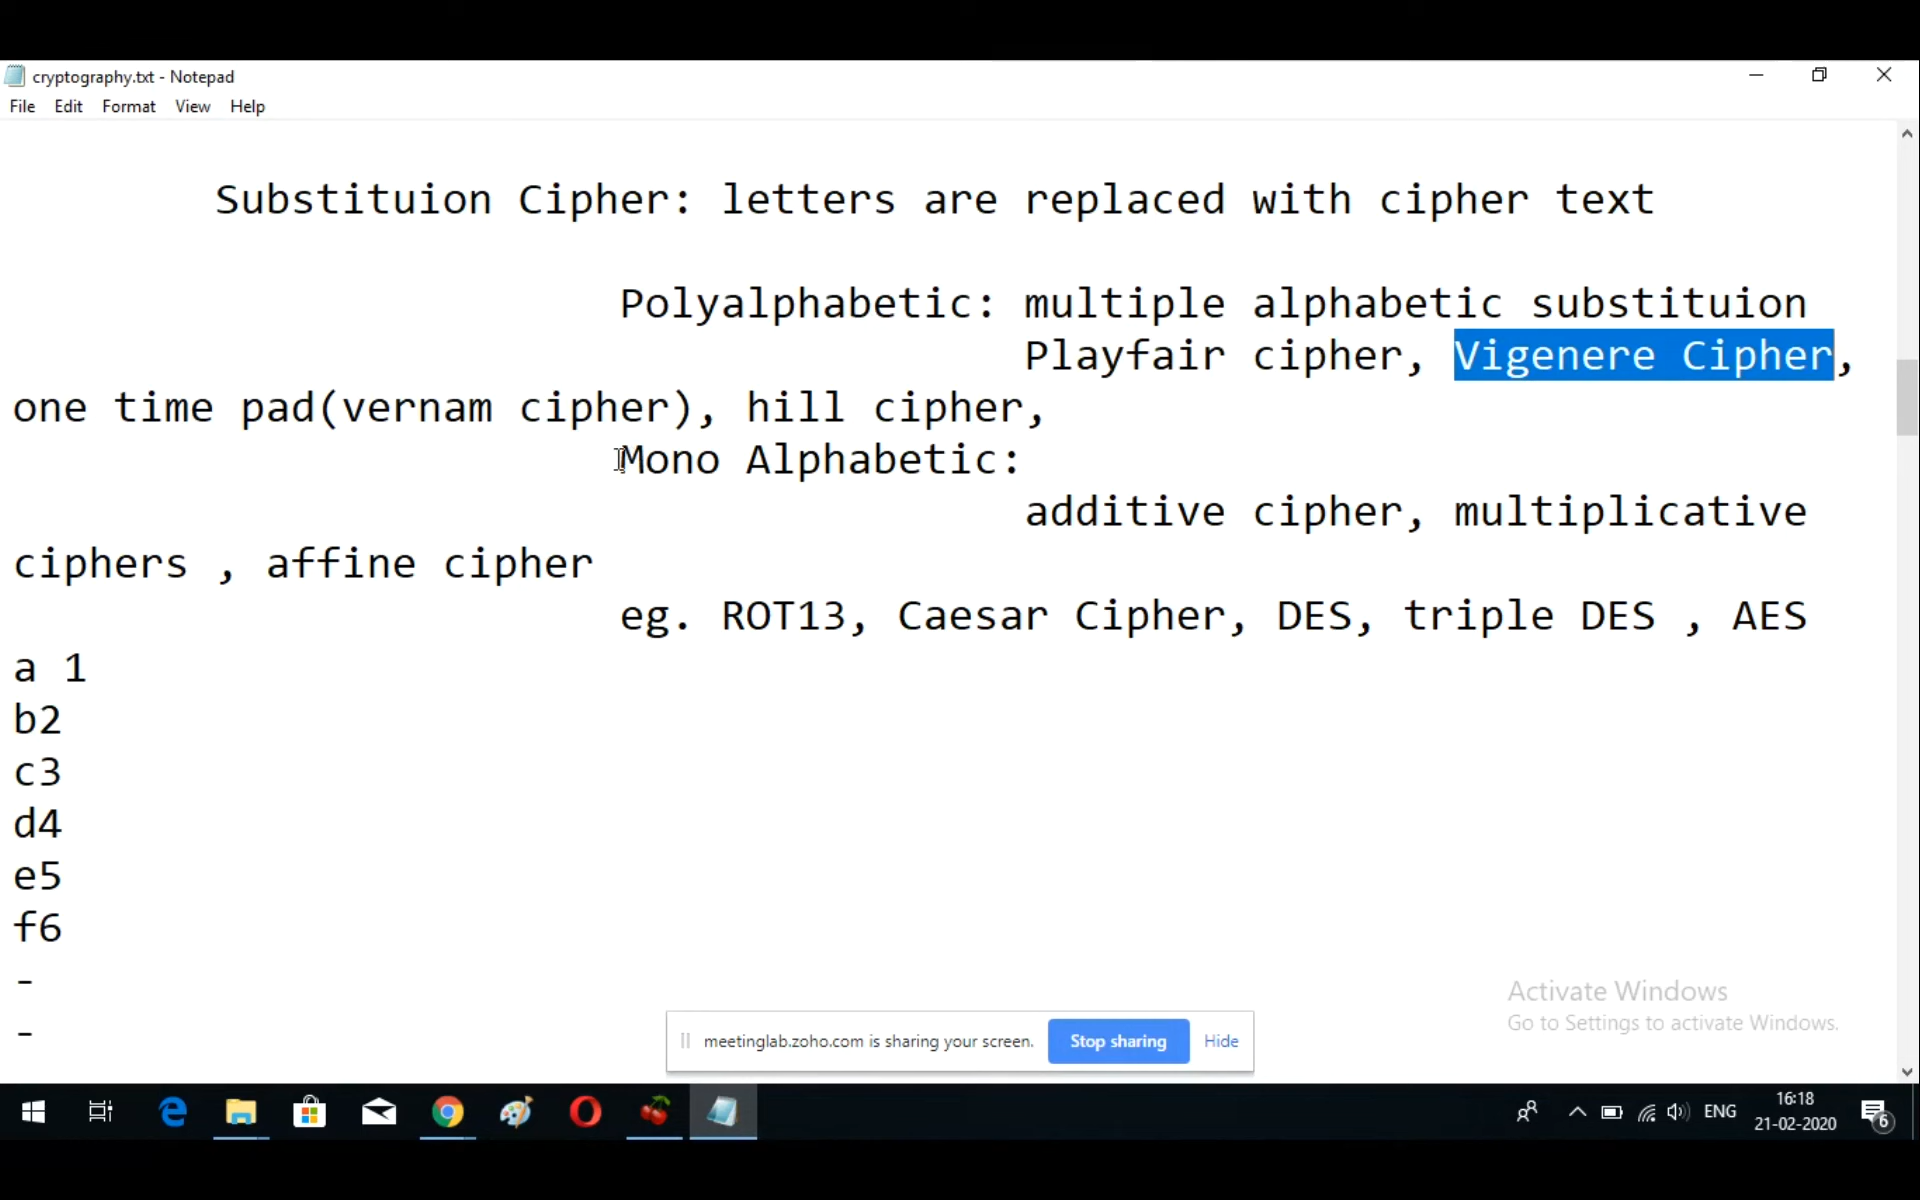 cryptography.txt - Notepad
File Edit Format View Help
Substituion Cipher: letters are replaced with cipher text
Polyalphabetic: multiple alphabetic substituion
Playfair cipher, Vigenere Cipher,
one time pad(vernam cipher), hill cipher,
Mono Alphabetic:
additive cipher, multiplicative
ciphers , affine cipher
eg. ROT13, Caesar Cipher, DES, triple DES , AES
a 1
b2
c3
d4
e5
f6
-
-
Activate Windows
Go to Settings to activate Windows.
meetinglab.zoho.com is sharing your screen. Stop sharing Hide
ENG
16:18
21-02-2020
6